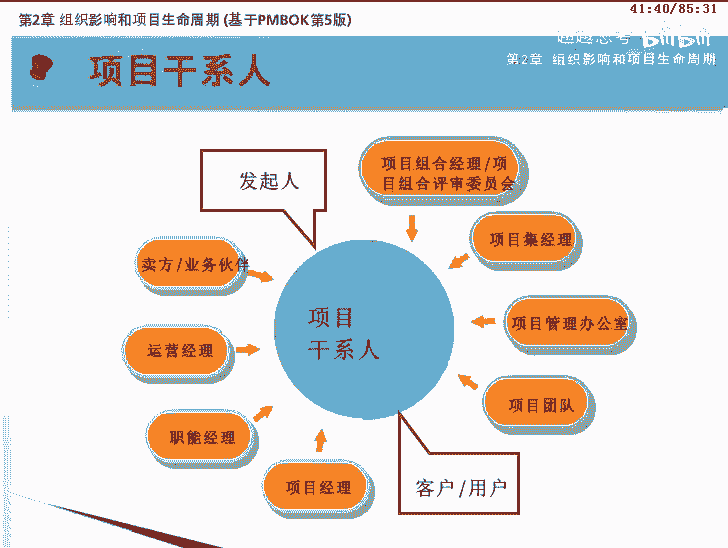 41:40/85:31
第2章 组织影响和项目生命周期 (基于PMBOK第5版)
bilibili
第2章 组织影响和项目生命周期
项目干系人
发起人
项目组合经理/项
目组合评审委员会
项目集经理
卖方/业务伙伴
项目
干系人
项目管理办公室
运营经理
项目团队
职能经理
项目经理
客户/用户